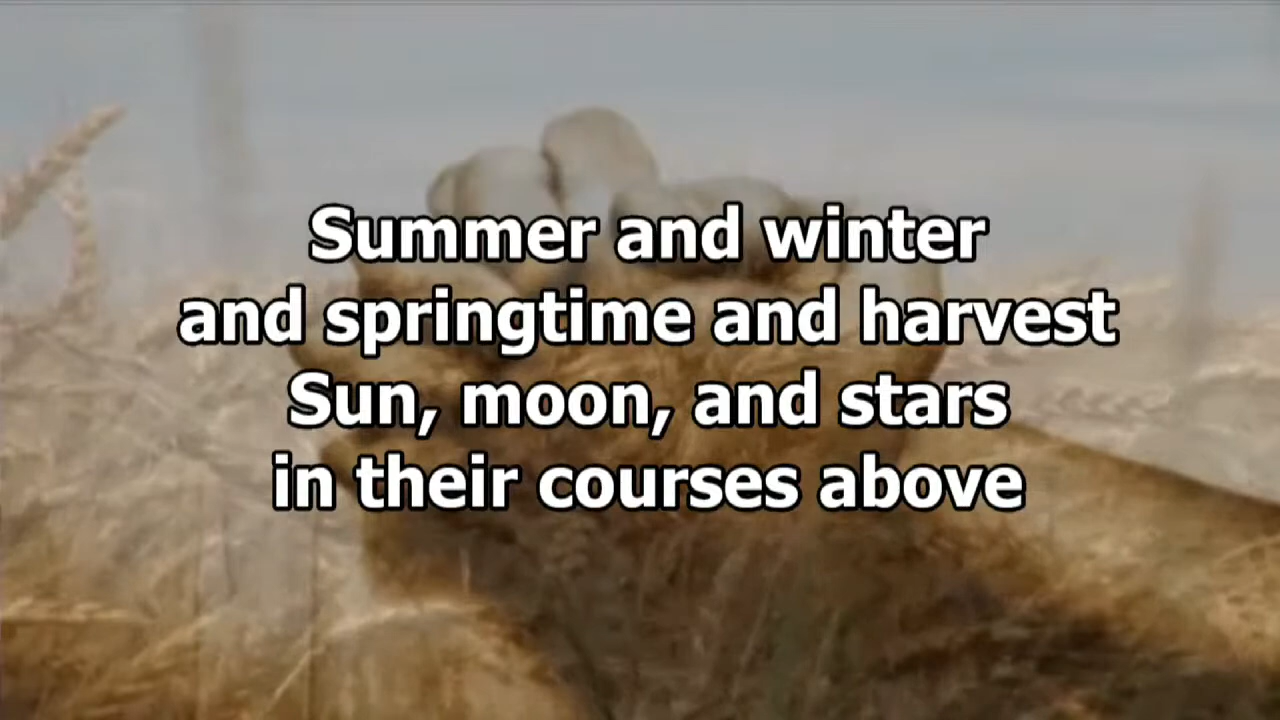 Summer and winter
and springtime and harvest
Sun, moon, and stars
in their courses above